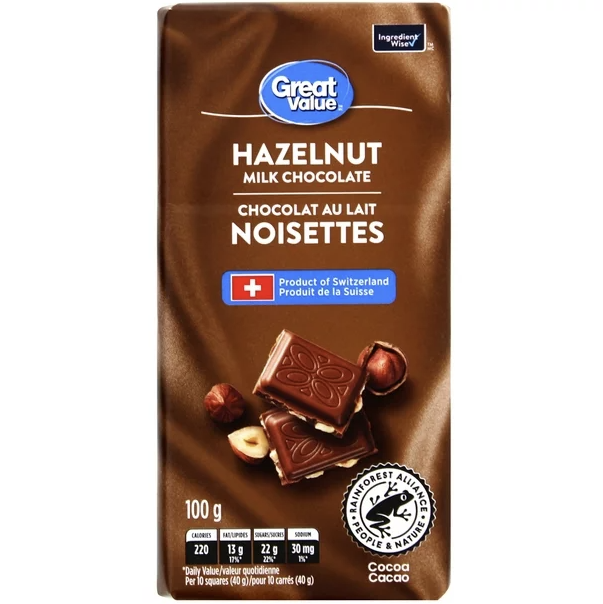 Ingredient
Wise
Great
Value
HAZELNUT
MILK CHOCOLATE
CHOCOLAT AU LAIT
NOISETTES
Product of Switzerland
Produit de la Suisse
100 g
CALORIES FAT/LIPIDES SUGARS/SUCRES SODIUM
220 13 g 22 g 30 mg
17%* 22%* 1%*
*Daily Value/valeur quotidienne
Per 10 squares (40 g)/pour 10 carrés (40 g)
RAINFOREST ALLIANCE
PEOPLE & NATURE
Cocoa
Cacao